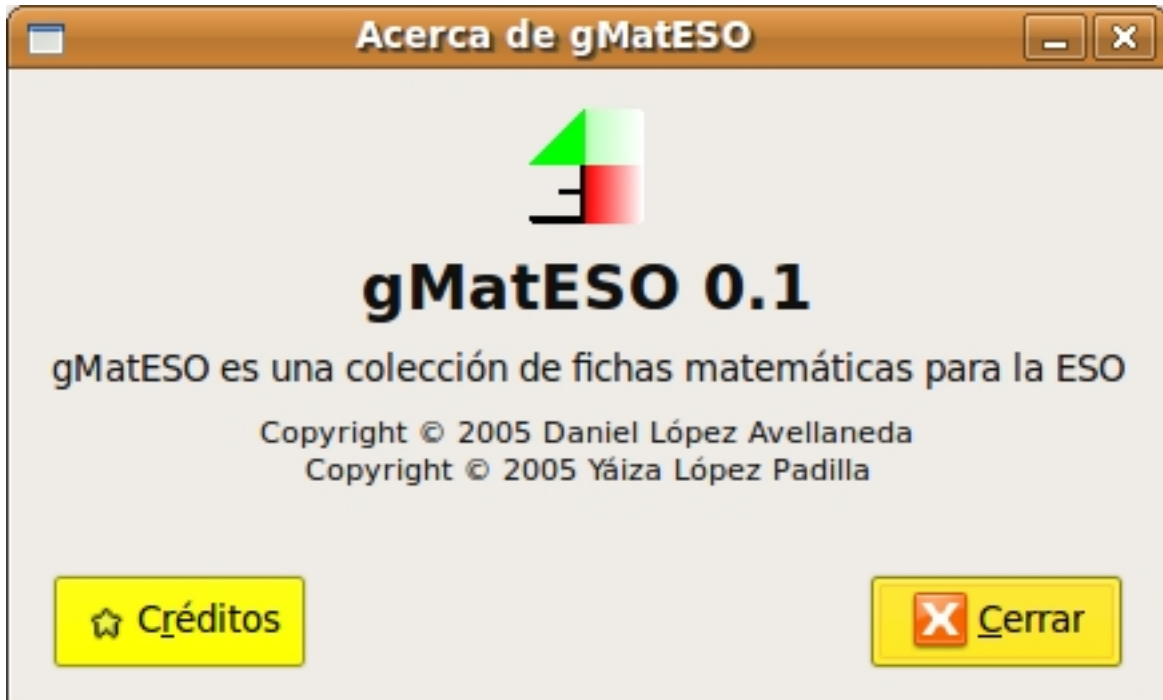 Acerca de gMatESO
gMatESO 0.1
gMatESO es una colección de fichas matemáticas para la ESO
Copyright © 2005 Daniel López Avellaneda
Copyright © 2005 Yáiza López Padilla
Créditos
Cerrar